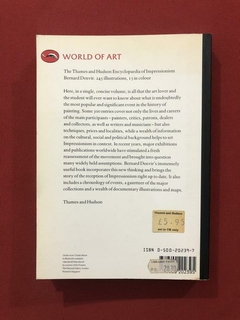 WORLD OF ART
The Thames and Hudson Encyclopaedia of Impressionism
Bernard Denvir. 245 illustrations, 15 in colour
Here, as a single, concise volume, is all that the art lover and
the student will ever want to know about what is undoubtedly
the most popular and significant event in the history of
painting. Some 500 entries cover not only the lives and careers
of the main participants – painters, critics, patrons, dealers
and collectors, as well as writers and musicians – but also
techniques, prices and localities, while a wealth of information
on the cultural, social and political background helps to set
Impressionism in context. In recent years, major exhibitions
and publications worldwide have stimulated a fresh
reassessment of the movement and brought into question
many widely held assumptions. Bernard Denvir's immensely
useful book incorporates this new thinking and brings the
story of the reception of Impressionism right up to date. It
also includes a chronology of events, a gazetteer of the major
collections and a wealth of documentary illustrations and maps.
Thames and Hudson
Thames and Hudson
£5.95
ISBN 0-500-20239-7